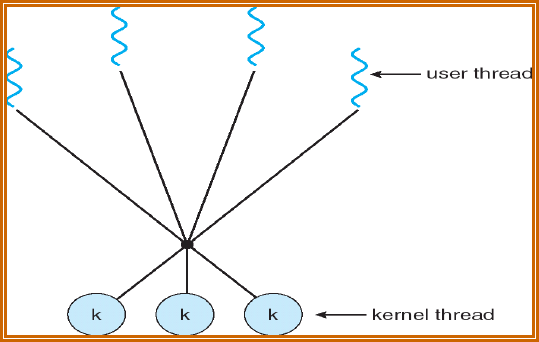 user thread
k k k
kernel thread